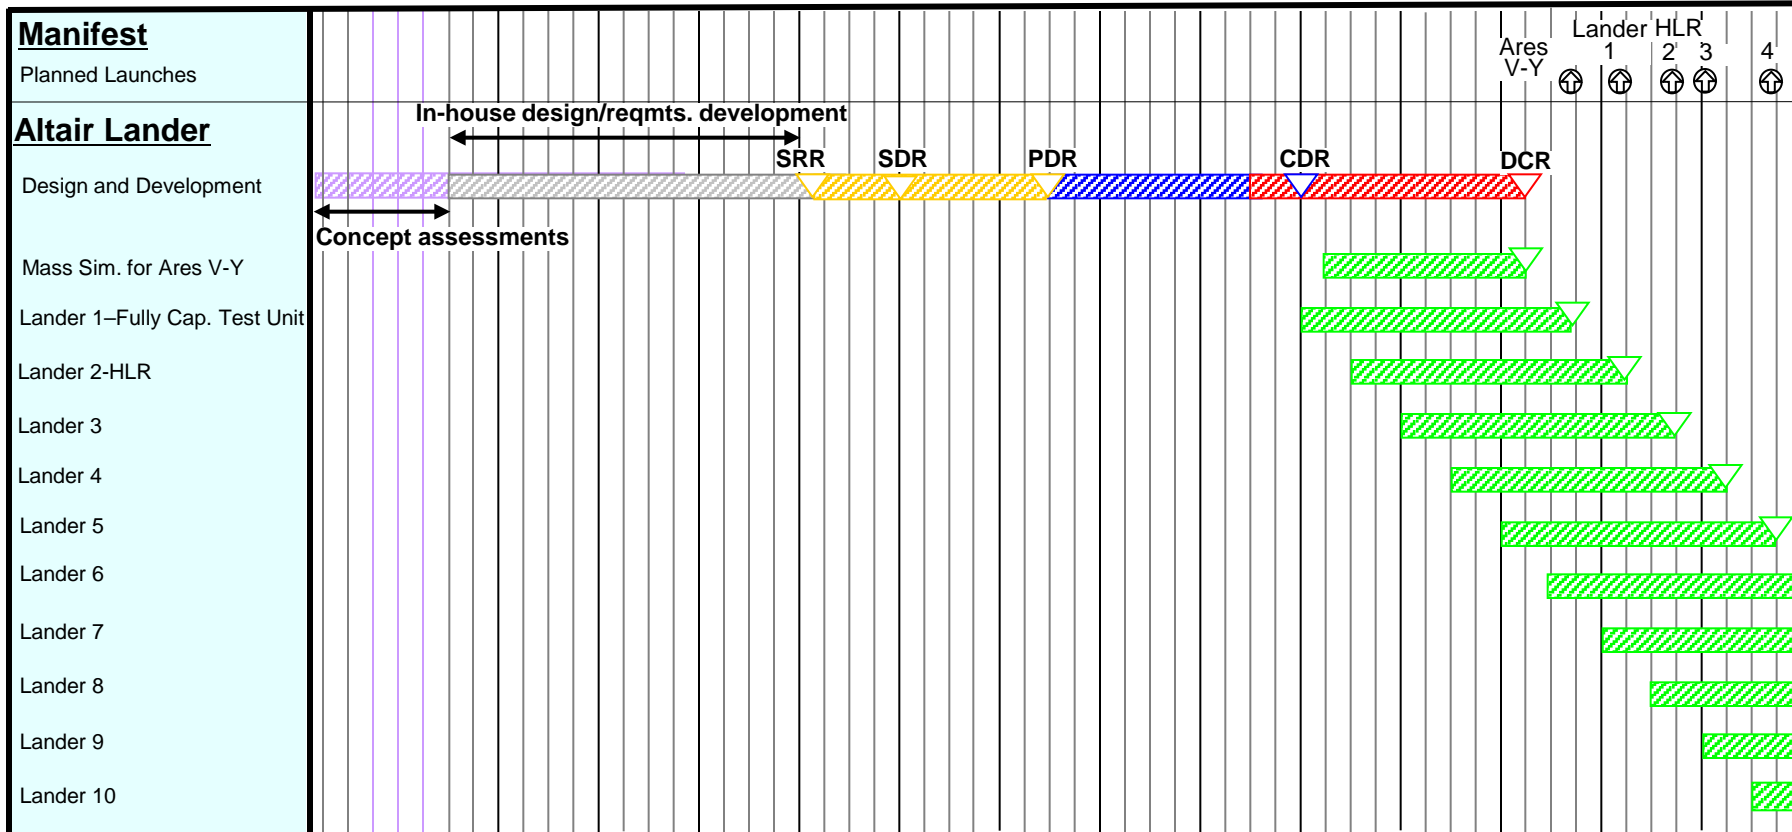 Manifest
Planned Launches
Lander HLR
Ares 1 2 3 4
V-Y
Altair Lander
In-house design/reqmts. development
SRR SDR PDR CDR DCR
Design and Development
Concept assessments
Mass Sim. for Ares V-Y
Lander 1–Fully Cap. Test Unit
Lander 2-HLR
Lander 3
Lander 4
Lander 5
Lander 6
Lander 7
Lander 8
Lander 9
Lander 10